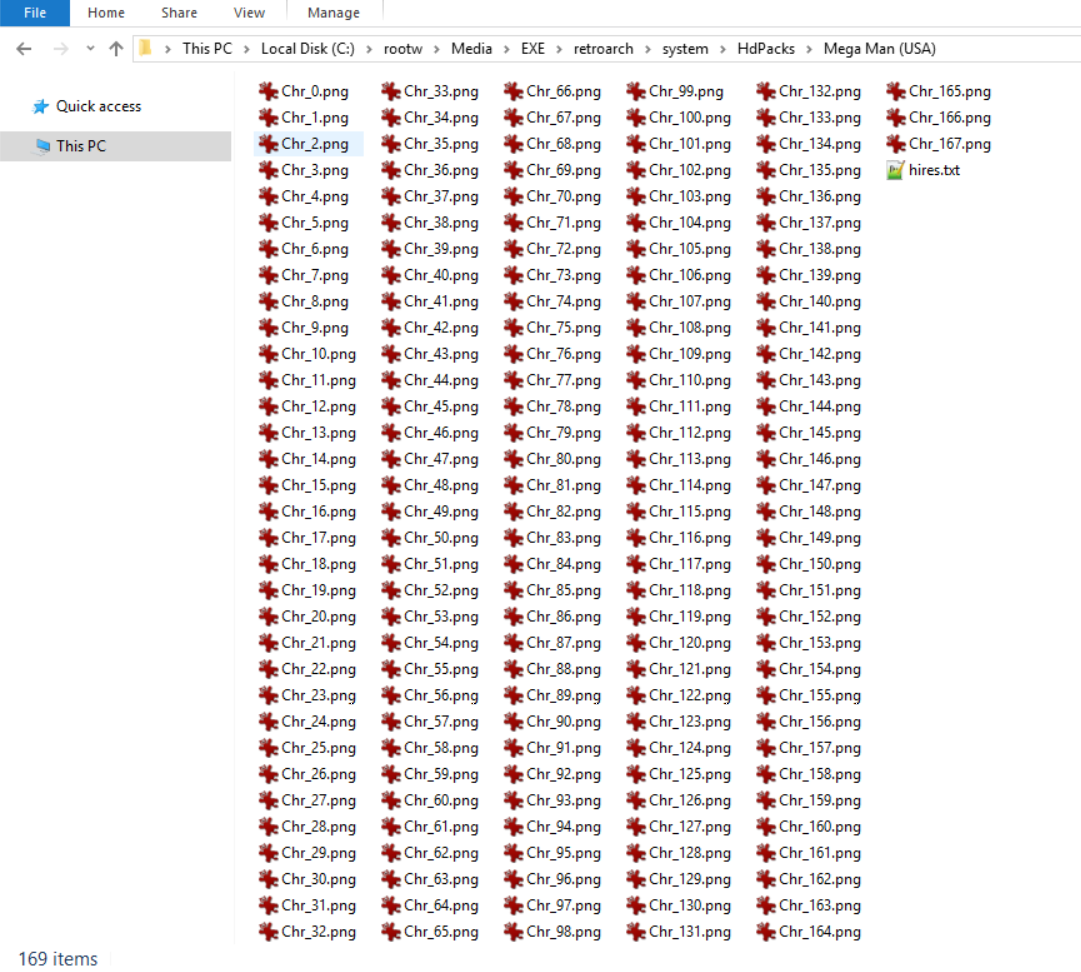 File Home Share View Manage
This PC Local Disk (C:) rootw Media EXE retroarch system HdPacks Mega Man (USA)
Quick access
This PC
Chr_0.png Chr_33.png Chr_66.png Chr_99.png Chr_132.png Chr_165.png
Chr_1.png Chr_34.png Chr_67.png Chr_100.png Chr_133.png Chr_166.png
Chr_2.png Chr_35.png Chr_68.png Chr_101.png Chr_134.png Chr_167.png
Chr_3.png Chr_36.png Chr_69.png Chr_102.png Chr_135.png hires.txt
Chr_4.png Chr_37.png Chr_70.png Chr_103.png Chr_136.png
Chr_5.png Chr_38.png Chr_71.png Chr_104.png Chr_137.png
Chr_6.png Chr_39.png Chr_72.png Chr_105.png Chr_138.png
Chr_7.png Chr_40.png Chr_73.png Chr_106.png Chr_139.png
Chr_8.png Chr_41.png Chr_74.png Chr_107.png Chr_140.png
Chr_9.png Chr_42.png Chr_75.png Chr_108.png Chr_141.png
Chr_10.png Chr_43.png Chr_76.png Chr_109.png Chr_142.png
Chr_11.png Chr_44.png Chr_77.png Chr_110.png Chr_143.png
Chr_12.png Chr_45.png Chr_78.png Chr_111.png Chr_144.png
Chr_13.png Chr_46.png Chr_79.png Chr_112.png Chr_145.png
Chr_14.png Chr_47.png Chr_80.png Chr_113.png Chr_146.png
Chr_15.png Chr_48.png Chr_81.png Chr_114.png Chr_147.png
Chr_16.png Chr_49.png Chr_82.png Chr_115.png Chr_148.png
Chr_17.png Chr_50.png Chr_83.png Chr_116.png Chr_149.png
Chr_18.png Chr_51.png Chr_84.png Chr_117.png Chr_150.png
Chr_19.png Chr_52.png Chr_85.png Chr_118.png Chr_151.png
Chr_20.png Chr_53.png Chr_86.png Chr_119.png Chr_152.png
Chr_21.png Chr_54.png Chr_87.png Chr_120.png Chr_153.png
Chr_22.png Chr_55.png Chr_88.png Chr_121.png Chr_154.png
Chr_23.png Chr_56.png Chr_89.png Chr_122.png Chr_155.png
Chr_24.png Chr_57.png Chr_90.png Chr_123.png Chr_156.png
Chr_25.png Chr_58.png Chr_91.png Chr_124.png Chr_157.png
Chr_26.png Chr_59.png Chr_92.png Chr_125.png Chr_158.png
Chr_27.png Chr_60.png Chr_93.png Chr_126.png Chr_159.png
Chr_28.png Chr_61.png Chr_94.png Chr_127.png Chr_160.png
Chr_29.png Chr_62.png Chr_95.png Chr_128.png Chr_161.png
Chr_30.png Chr_63.png Chr_96.png Chr_129.png Chr_162.png
Chr_31.png Chr_64.png Chr_97.png Chr_130.png Chr_163.png
Chr_32.png Chr_65.png Chr_98.png Chr_131.png Chr_164.png
169 items